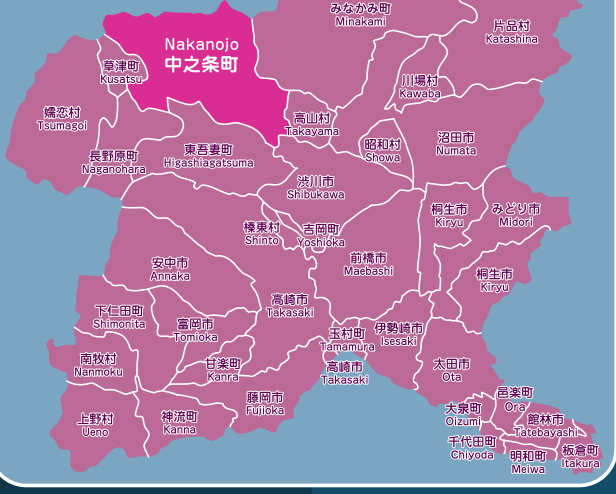 みなかみ町
Minakami
片品村
Katashina
Nakanojo
中之条町
草津町
Kusatsu
川場村
Kawaba
嬬恋村
Tsumagoi
高山村
Takayama
昭和村
Showa
沼田市
Numata
長野原町
Naganohara
東吾妻町
Higashiagatsuma
渋川市
Shibukawa
桐生市
Kiryu
みどり市
Midori
榛東村
Shinto
吉岡町
Yoshioka
前橋市
Maebashi
安中市
Annaka
桐生市
Kiryu
高崎市
Takasaki
下仁田町
Shimonita
富岡市
Tomioka
玉村町
Tamamura
伊勢崎市
Isesaki
南牧村
Nanmoku
甘楽町
Kanra
高崎市
Takasaki
太田市
Ota
藤岡市
Fujioka
上野村
Ueno
神流町
Kanna
邑楽町
Ora
大泉町
Oizumi
館林市
Tatebayashi
千代田町
Chiyoda
明和町
Meiwa
板倉町
Itakura